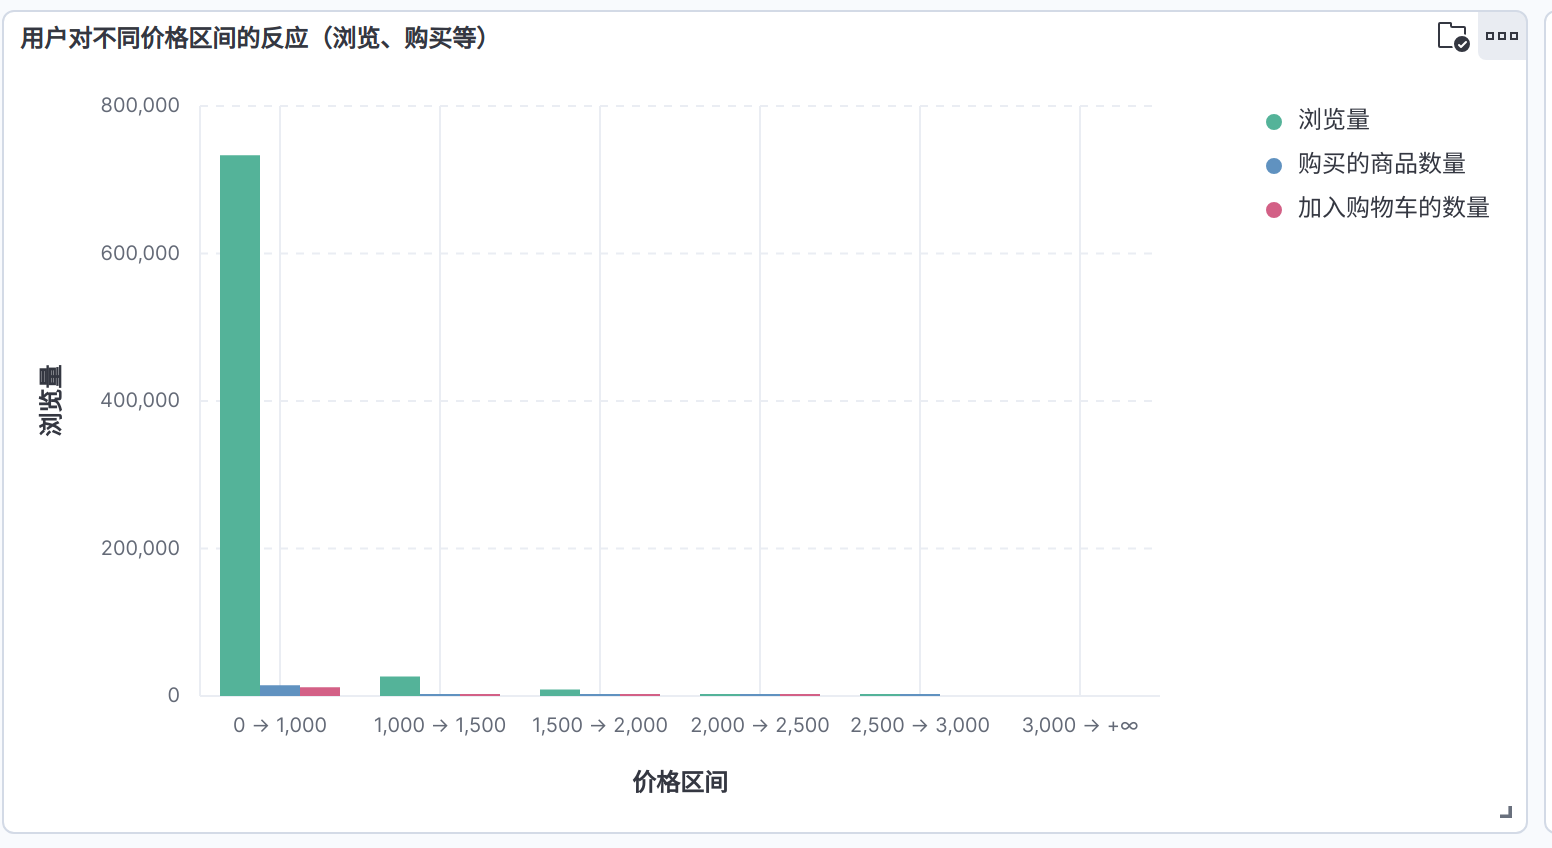 用户对不同价格区间的反应（浏览、购买等）
800,000
600,000
400,000
200,000
0
浏览量
0 → 1,000
1,000 → 1,500
1,500 → 2,000
2,000 → 2,500
2,500 → 3,000
3,000 → +∞
价格区间
浏览量
购买的商品数量
加入购物车的数量